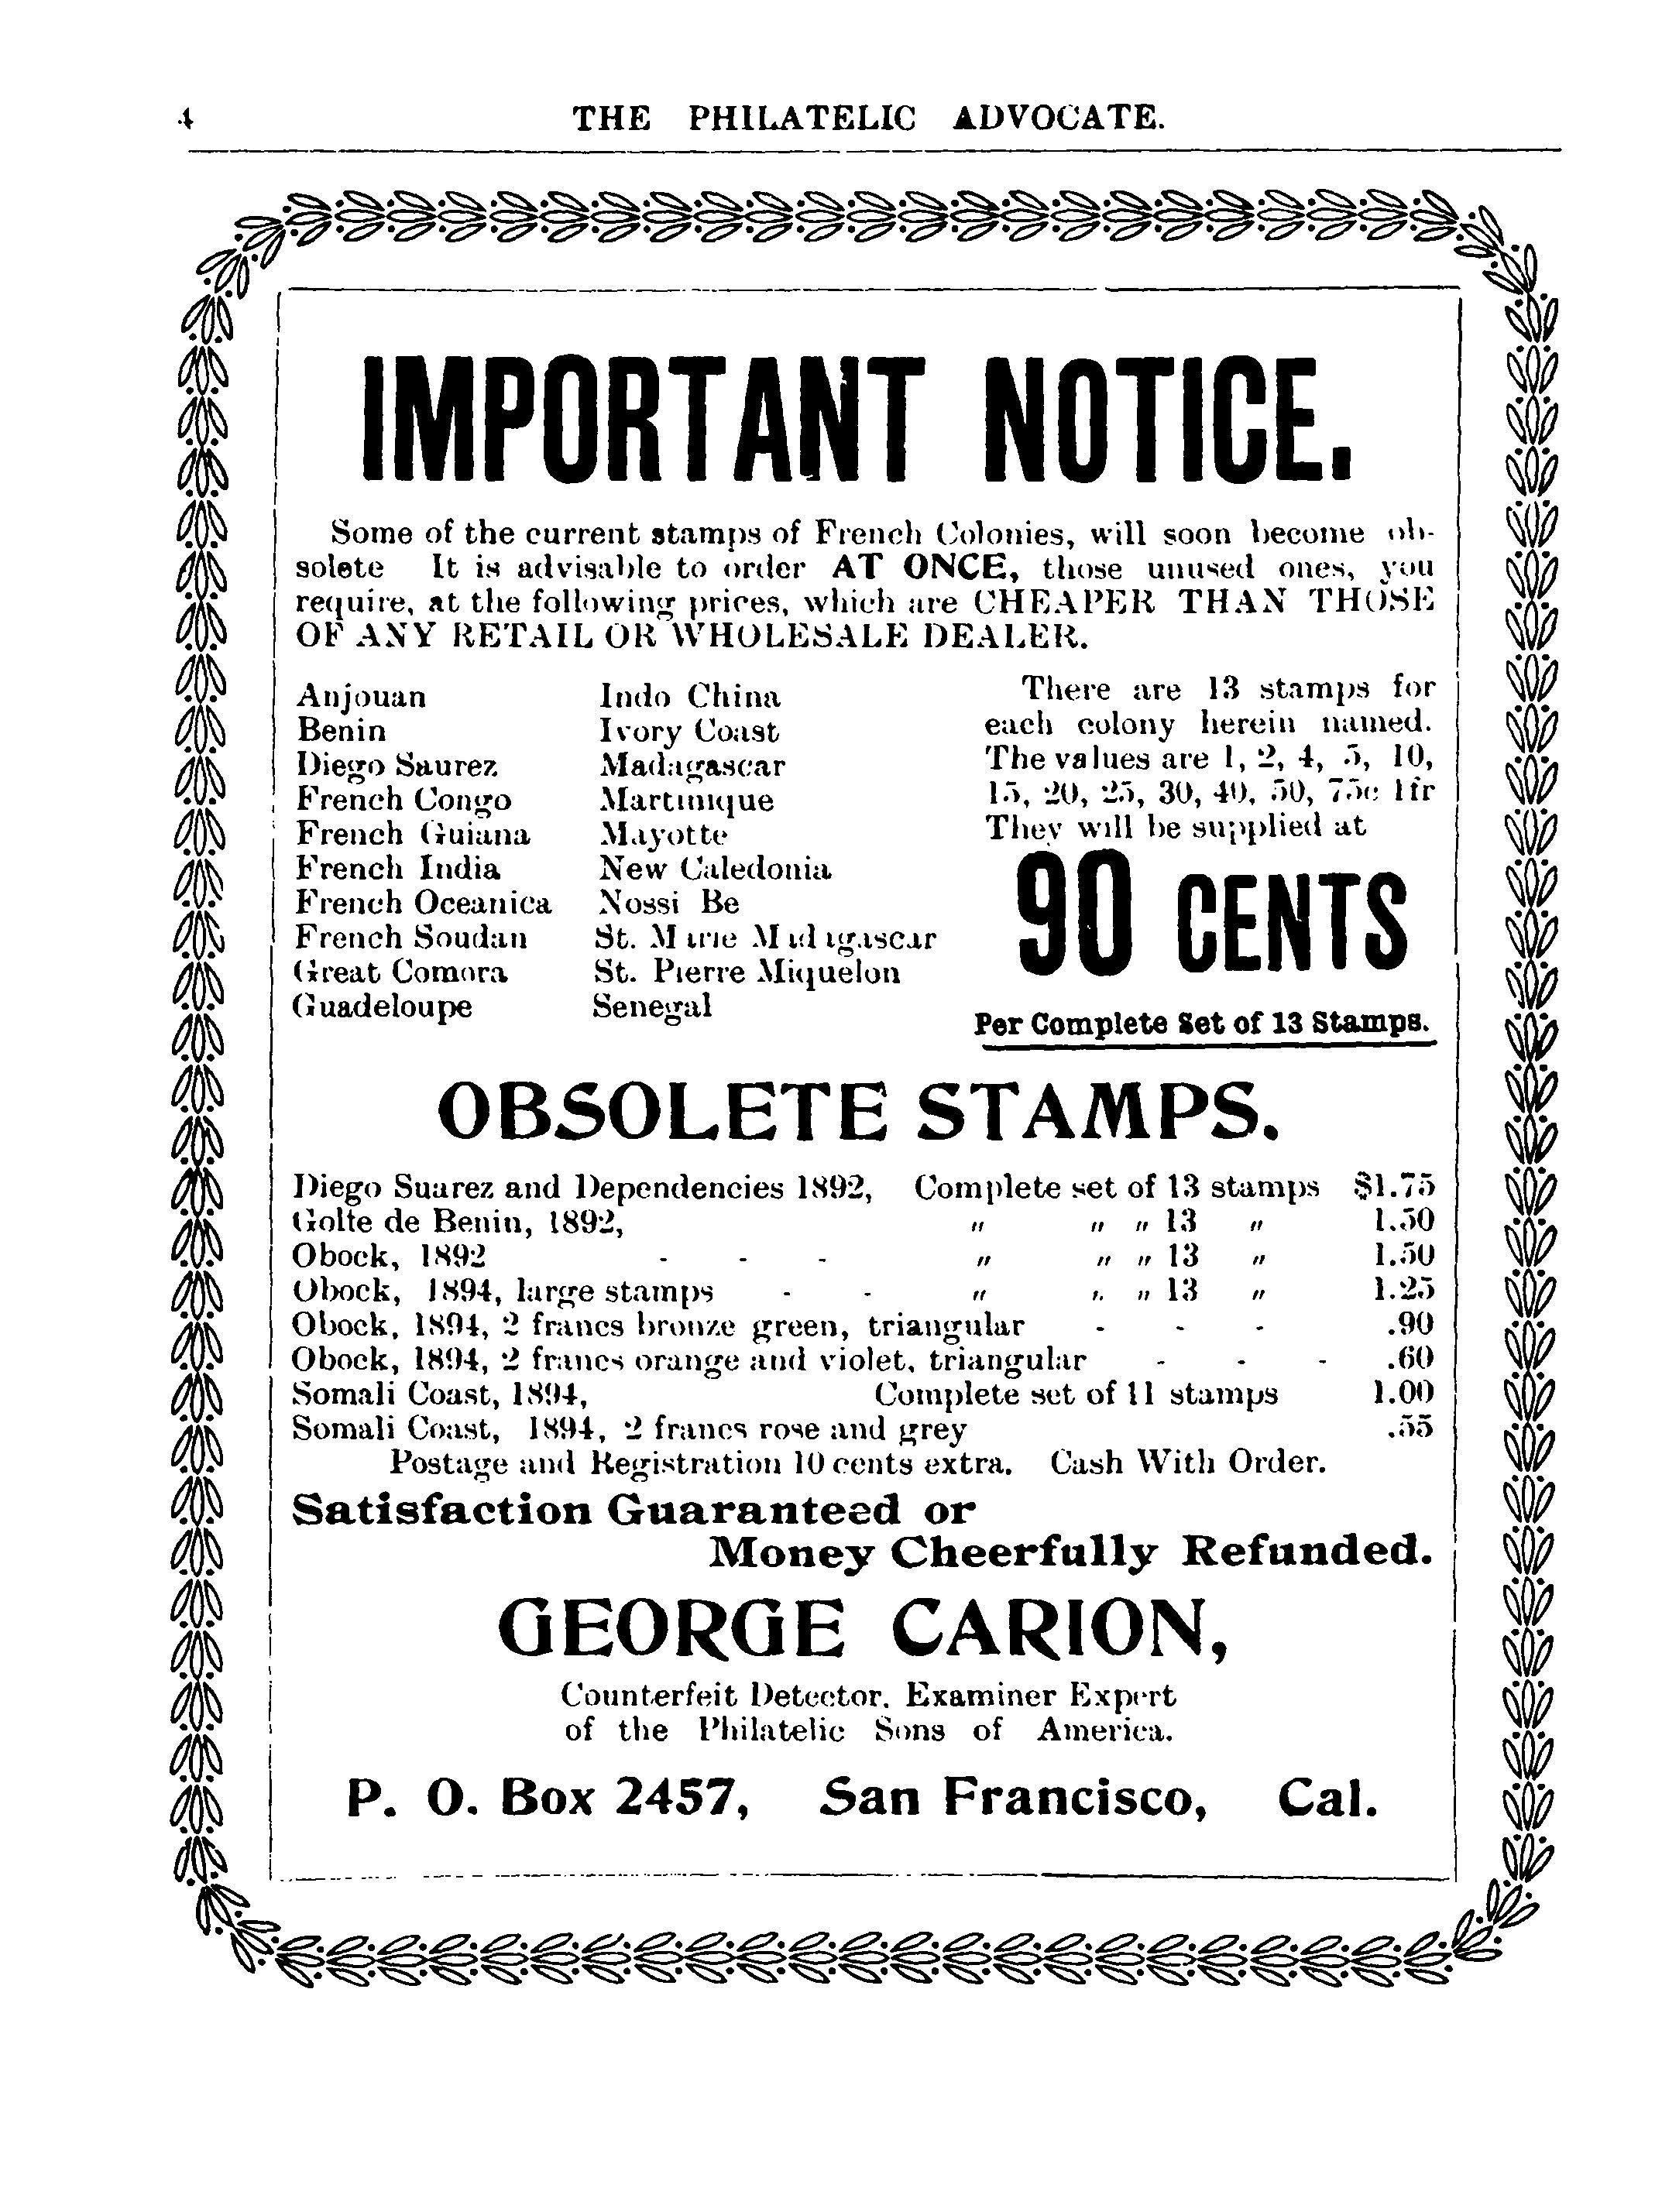 4
THE PHILATELIC ADVOCATE.
IMPORTANT NOTICE.
Some of the current stamps of French Colonies, will soon become ob-
solete It is advisable to order AT ONCE, those unused ones, you
require, at the following prices, which are CHEAPER THAN THOSE
OF ANY RETAIL OR WHOLESALE DEALER.
Anjouan
Benin
Diego Saurez
French Congo
French Guiana
French India
French Oceanica
French Soudan
Great Comora
Guadeloupe
Indo China
Ivory Coast
Madagascar
Martinique
Mayotte
New Caledonia
Nossi Be
St. Marie Madagascar
St. Pierre Miquelon
Senegal
There are 13 stamps for
each colony herein named.
The values are 1, 2, 4, 5, 10,
15, 20, 25, 30, 40, 50, 75c 1fr
They will be supplied at
90 CENTS
Per Complete Set of 13 Stamps.
OBSOLETE STAMPS.
Diego Suarez and Dependencies 1892, Complete set of 13 stamps $1.75
Golte de Benin, 1892, " " " 13 " 1.50
Obock, 1892 - - - " " " 13 " 1.50
Obock, 1894, large stamps - - " " " 13 " 1.25
Obock, 1894, 2 francs bronze green, triangular - - - .90
Obock, 1894, 2 francs orange and violet, triangular - - - .60
Somali Coast, 1894, Complete set of 11 stamps 1.00
Somali Coast, 1894, 2 francs rose and grey .55
Postage and Registration 10 cents extra. Cash With Order.
Satisfaction Guaranteed or
Money Cheerfully Refunded.
GEORGE CARION,
Counterfeit Detector. Examiner Expert
of the Philatelic Sons of America.
P. O. Box 2457, San Francisco, Cal.